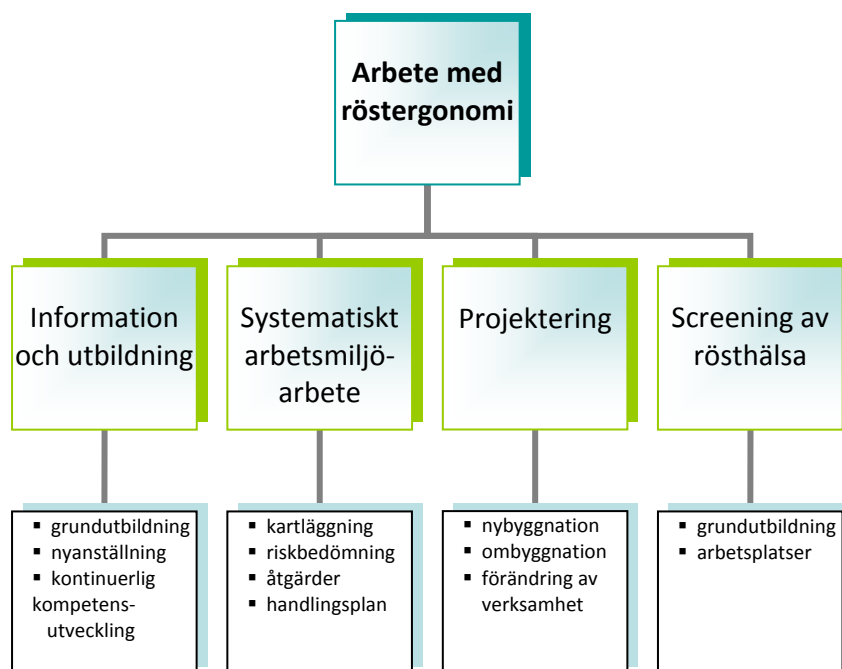 Arbete med
röstergonomi
Information
och utbildning
Systematiskt
arbetsmiljö-
arbete
Projektering
Screening av
rösthälsa
▪ grundutbildning
▪ nyanställning
▪ kontinuerlig
kompetens-
utveckling
▪ kartläggning
▪ riskbedömning
▪ åtgärder
▪ handlingsplan
▪ nybyggnation
▪ ombyggnation
▪ förändring av
verksamhet
▪ grundutbildning
▪ arbetsplatser